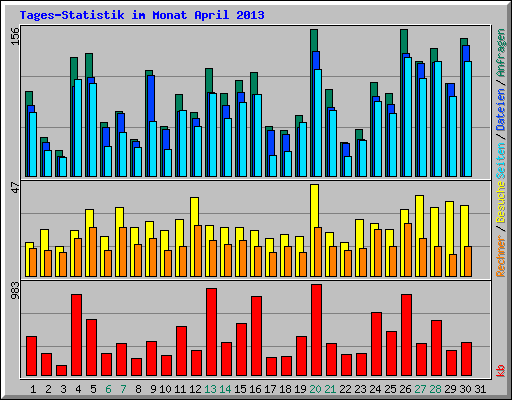 Tages-Statistik im Monat April 2013
156
47
983
Rechner / Besuche Seiten / Dateien / Anfragen
kb
1 2 3 4 5 6 7 8 9 10 11 12 13 14 15 16 17 18 19 20 21 22 23 24 25 26 27 28 29 30 31